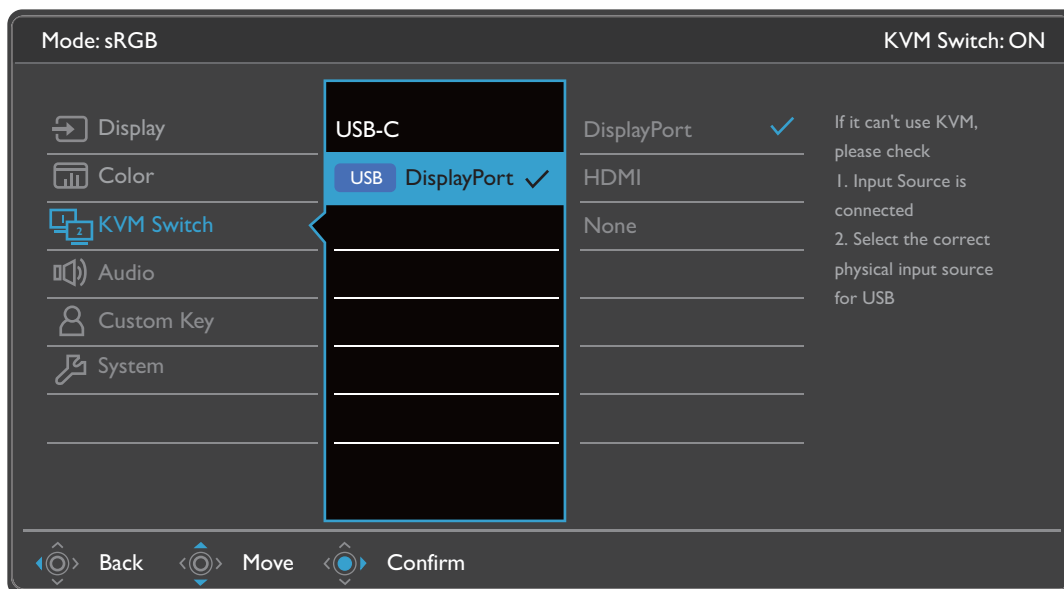 Mode: sRGB
KVM Switch: ON
Display
Color
1 2 KVM Switch
Audio
Custom Key
System
USB-C
USB DisplayPort
DisplayPort
HDMI
None
If it can't use KVM,
please check
1. Input Source is
connected
2. Select the correct
physical input source
for USB
Back
Move
Confirm